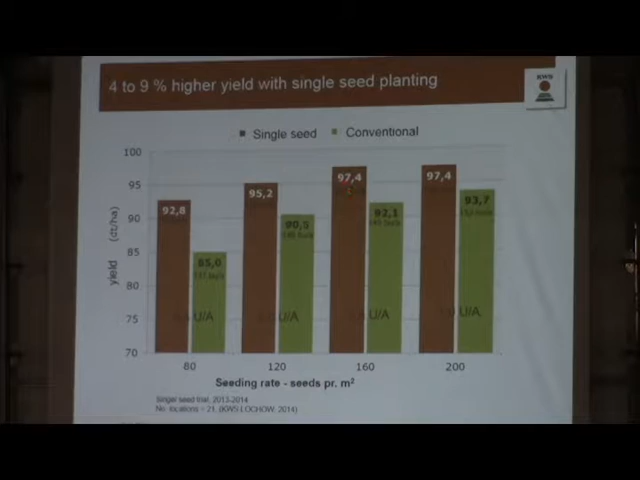 4 to 9 % higher yield with single seed planting
KWS
Single seed
Conventional
100
95
90
85
80
75
70
yield (dt/ha)
92,8
85,0
95,2
90,5
97,4
92,1
97,4
93,7
U/A
U/A
U/A
U/A
80
120
160
200
Seeding rate - seeds pr. m²
Singel seed trial, 2013-2014
No. locations = 21, (KWS LOCHOW, 2014)